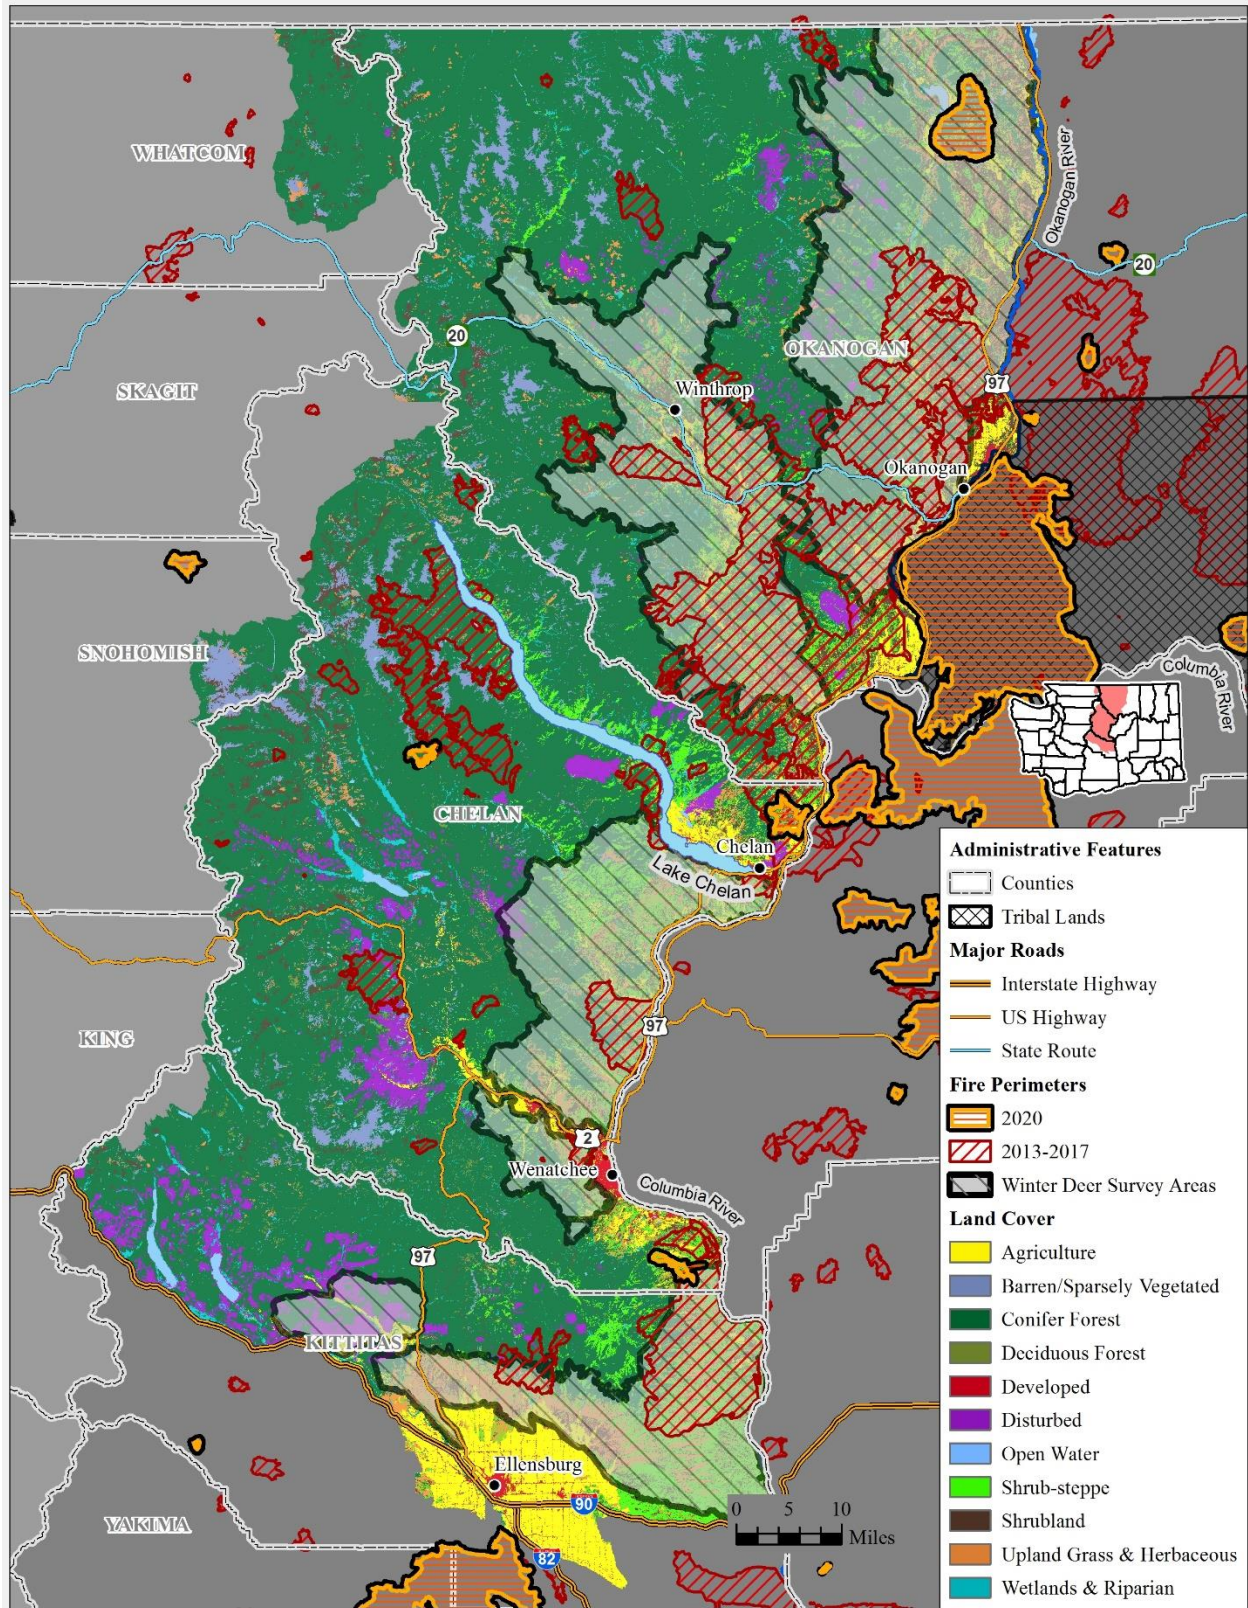 WHATCOM
Okanogan River
20
SKAGIT
20
OKANOGAN
97
Winthrop
Okanogan
SNOHOMISH
Columbia River
CHELAN
Chelan
Lake Chelan
KING
97
2
Wenatchee
Columbia River
97
KITTITAS
Ellensburg
90
YAKIMA
82
0 5 10
Miles
Administrative Features
Counties
Tribal Lands
Major Roads
Interstate Highway
US Highway
State Route
Fire Perimeters
2020
2013-2017
Winter Deer Survey Areas
Land Cover
Agriculture
Barren/Sparsely Vegetated
Conifer Forest
Deciduous Forest
Developed
Disturbed
Open Water
Shrub-steppe
Shrubland
Upland Grass & Herbaceous
Wetlands & Riparian